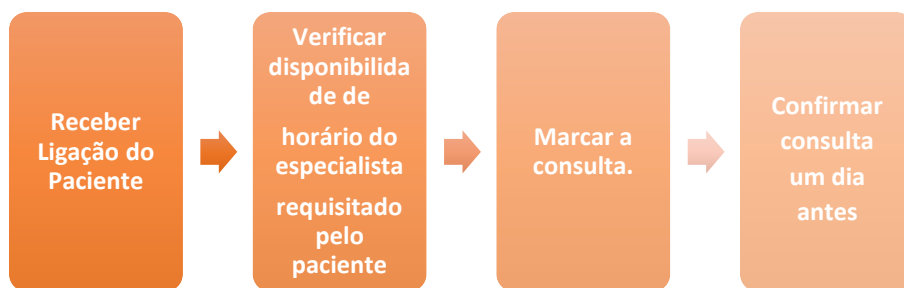 Receber
Ligação do
Paciente
Verificar
disponibilida
de de
horário do
especialista
requisitado
pelo
paciente
Marcar a
consulta.
Confirmar
consulta
um dia
antes